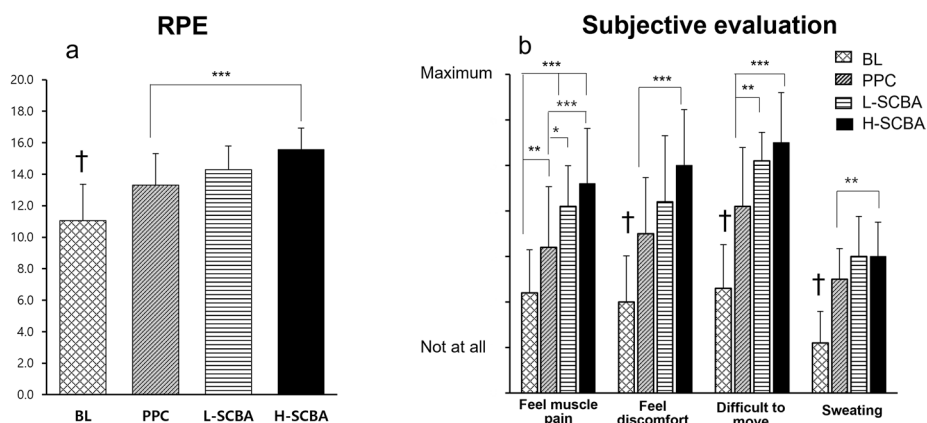 RPE
a
20.0
18.0
16.0
14.0
12.0
10.0
8.0
6.0
4.0
2.0
0.0
†
***
BL
PPC
L-SCBA
H-SCBA
Subjective evaluation
b
Maximum
Not at all
***
***
*
**
***
†
***
**
†
**
†
BL
PPC
L-SCBA
H-SCBA
Feel muscle
pain
Feel
discomfort
Difficult to
move
Sweating